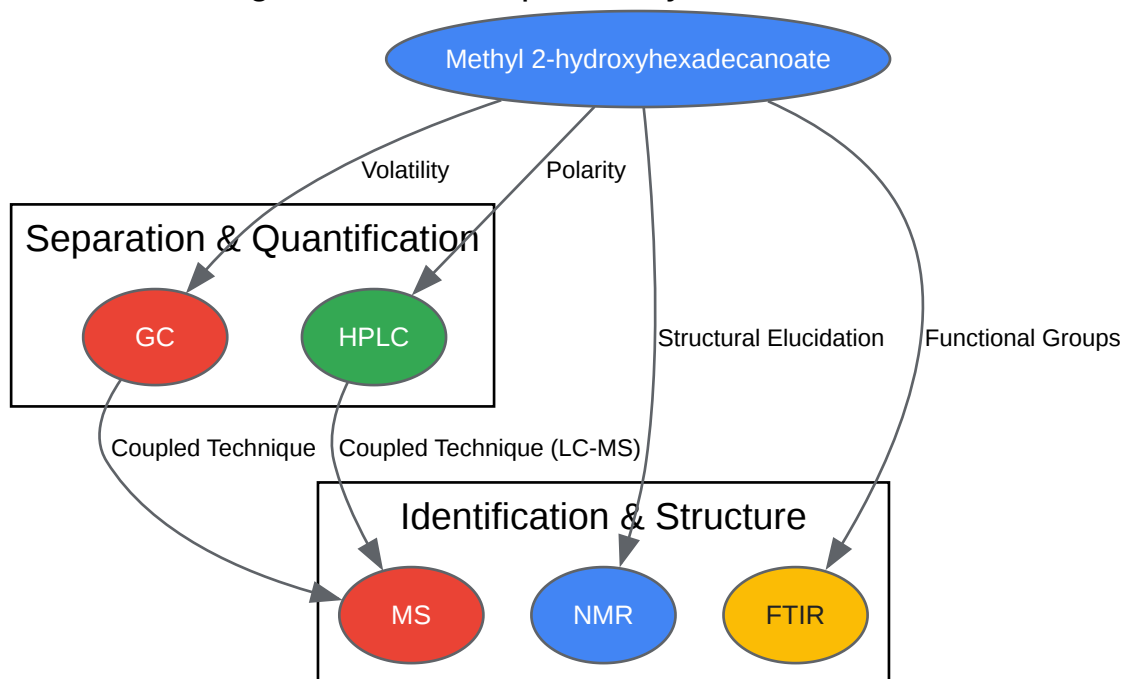 Methyl 2-hydroxyhexadecanoate
Volatility
Polarity
Separation & Quantification
GC
HPLC
Structural Elucidation
Functional Groups
Coupled Technique
Coupled Technique (LC-MS)
Identification & Structure
MS
NMR
FTIR